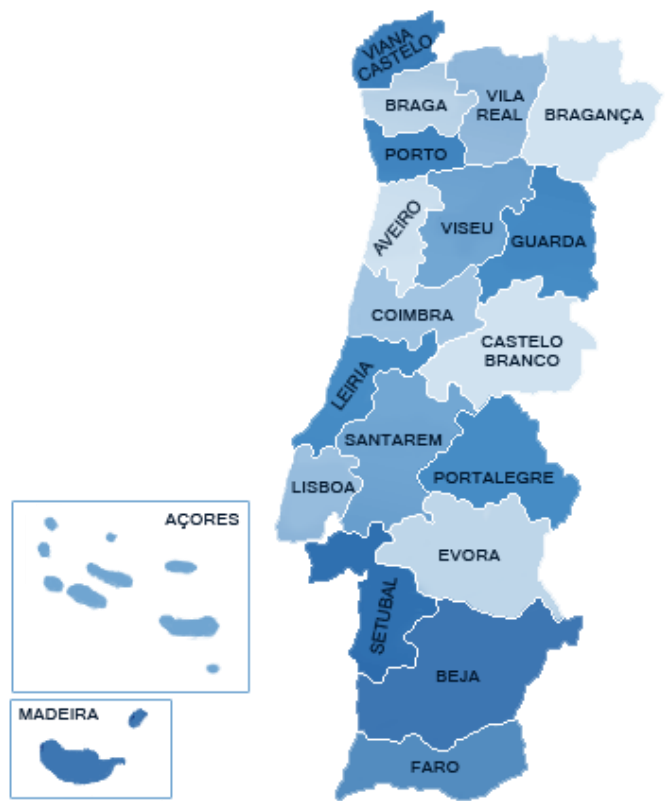 VIANA
CASTELO
BRAGA
VILA
REAL
BRAGANÇA
PORTO
AVEIRO
VISEU
GUARDA
COIMBRA
CASTELO
BRANCO
LEIRIA
SANTAREM
LISBOA
PORTALEGRE
AÇORES
EVORA
SETUBAL
BEJA
MADEIRA
FARO